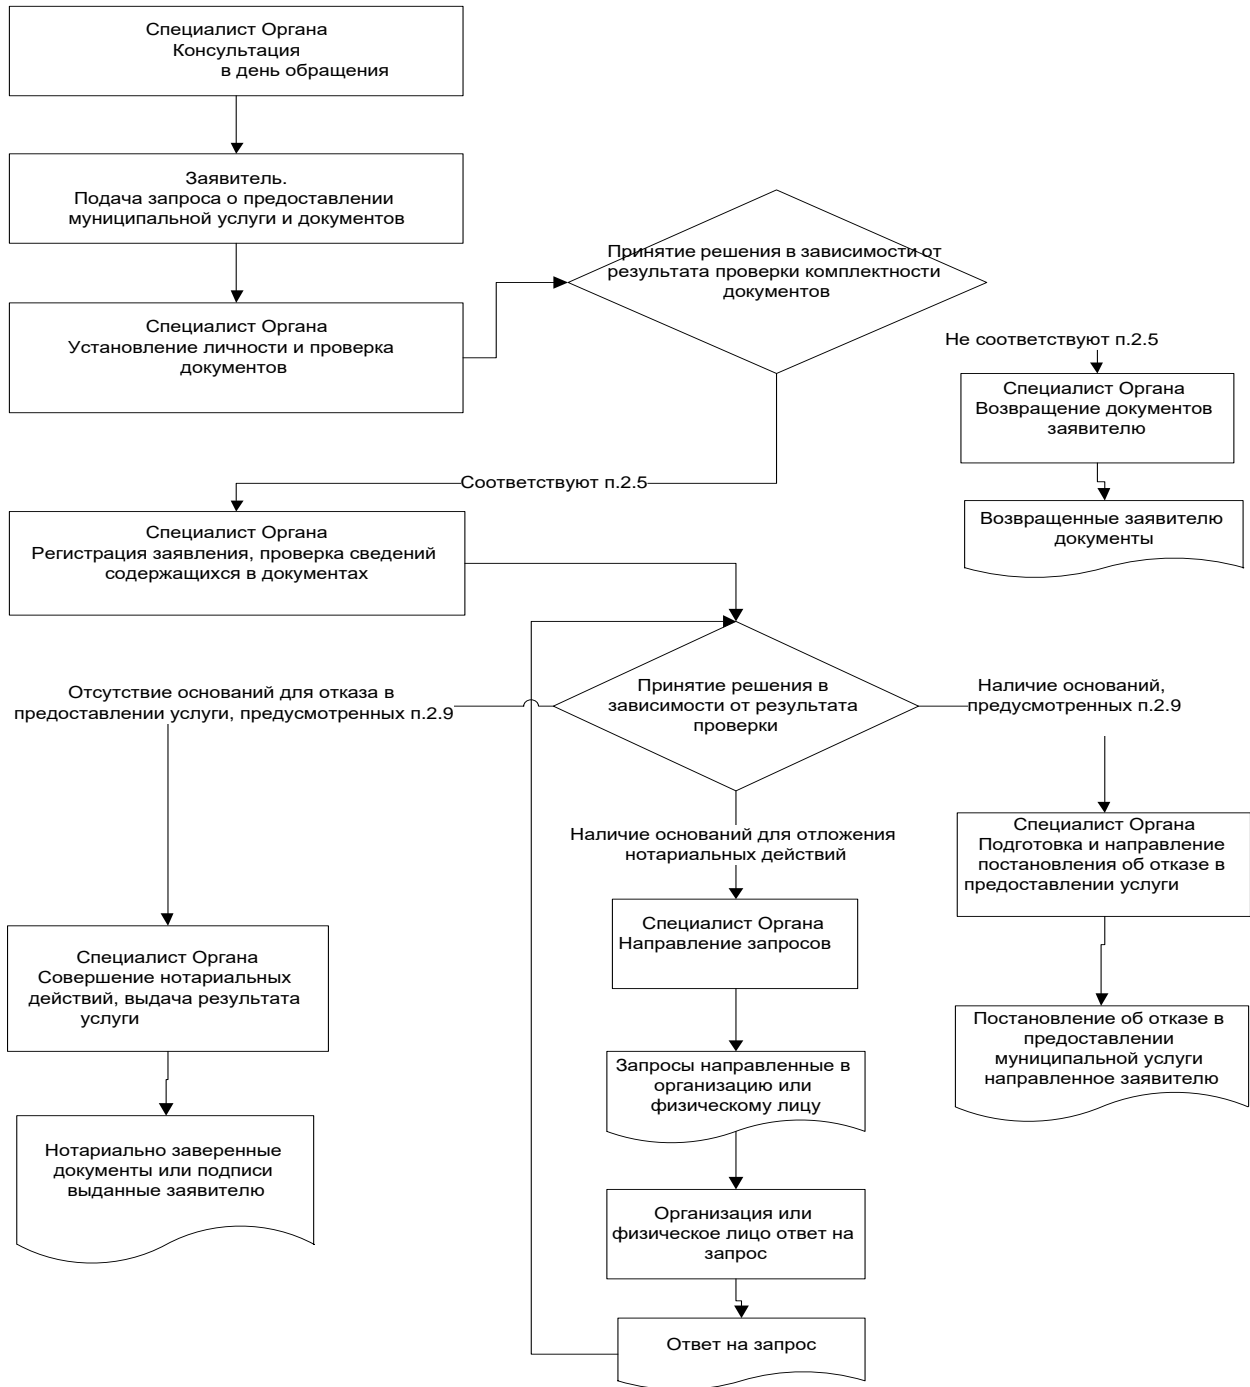 Специалист Органа
Консультация
в день обращения
Заявитель.
Подача запроса о предоставлении
муниципальной услуги и документов
Принятие решения в зависимости от
результата проверки комплектности
документов
Специалист Органа
Установление личности и проверка
документов
Не соответствуют п.2.5
Специалист Органа
Возвращение документов
заявителю
Соответствуют п.2.5
Возвращенные заявителю
документы
Специалист Органа
Регистрация заявления, проверка сведений
содержащихся в документах
Отсутствие оснований для отказа в
предоставлении услуги, предусмотренных п.2.9
Принятие решения в
зависимости от результата
проверки
Наличие оснований,
предусмотренных п.2.9
Наличие оснований для отложения
нотариальных действий
Специалист Органа
Подготовка и направление
постановления об отказе в
предоставлении услуги
Специалист Органа
Направление запросов
Специалист Органа
Совершение нотариальных
действий, выдача результата
услуги
Постановление об отказе в
предоставлении
муниципальной услуги
направленное заявителю
Запросы направленные в
организацию или
физическому лицу
Нотариально заверенные
документы или подписи
выданные заявителю
Организация или
физическое лицо ответ на
запрос
Ответ на запрос